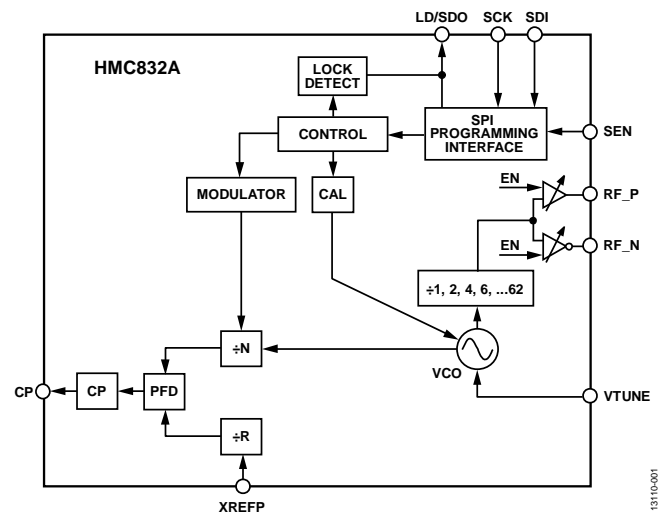 LD/SDO SCK SDI
HMC832A
LOCK
DETECT
CONTROL
SPI
PROGRAMMING
INTERFACE
SEN
MODULATOR
CAL
EN
RF_P
EN
RF_N
÷1, 2, 4, 6, ...62
÷N
VCO
CP
CP
PFD
VTUNE
÷R
XREFP
13110-001